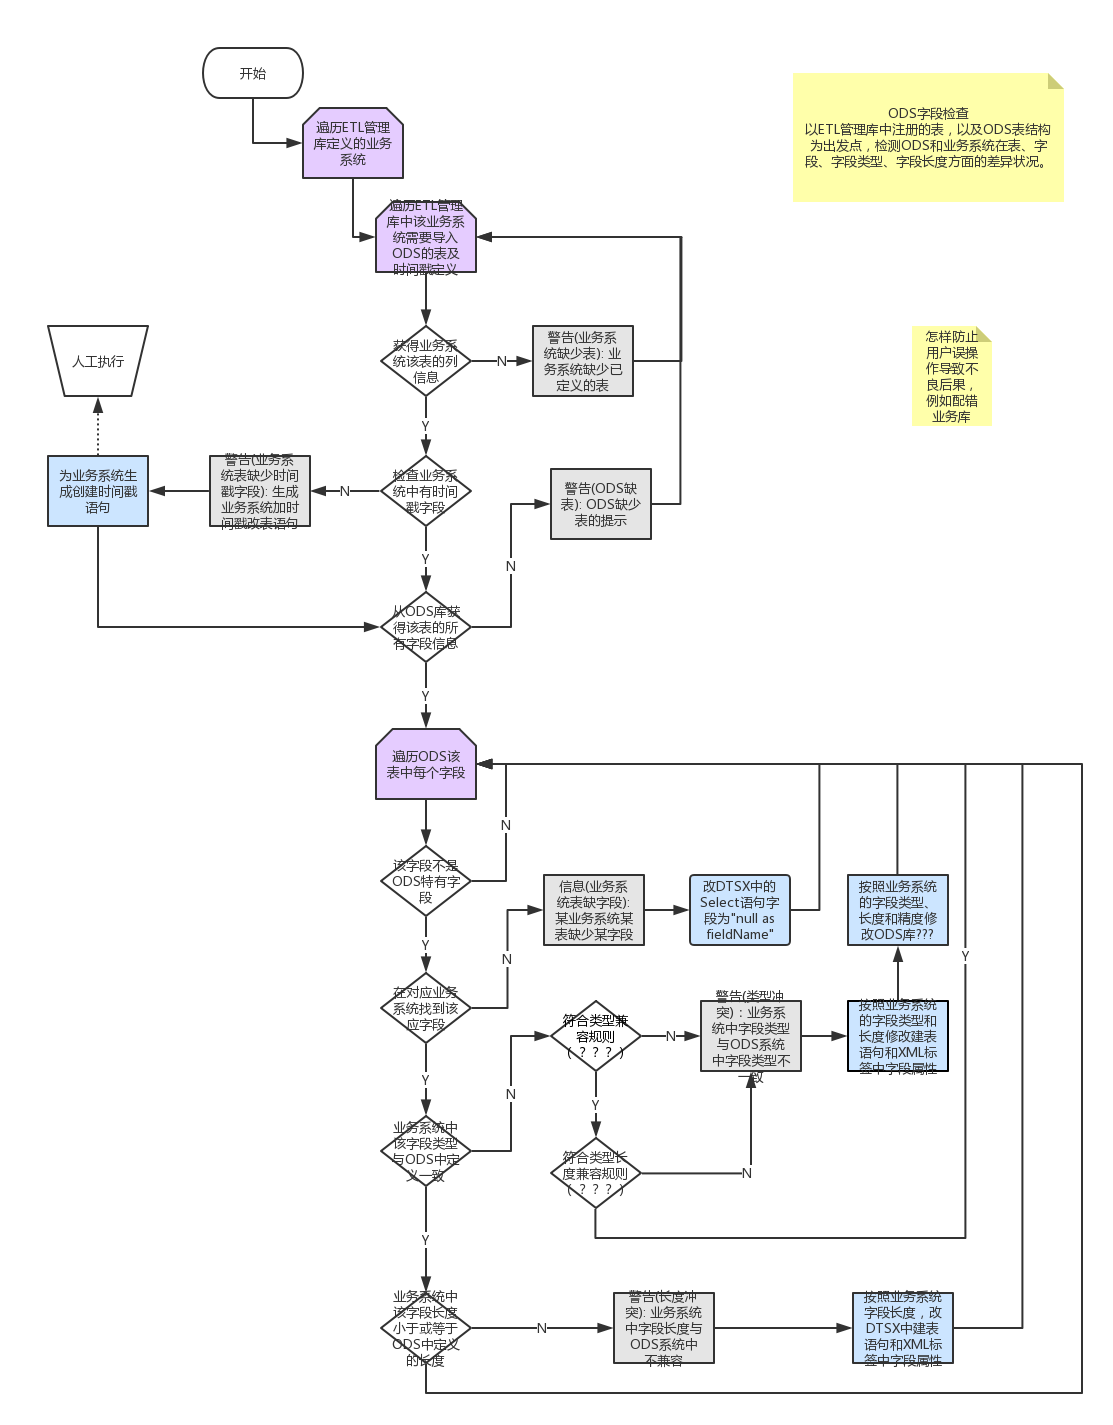 开始
遍历ETL管理
库定义的业务
系统
ODS字段检查
以ETL管理库中注册的表，以及ODS表结构
为出发点，检测ODS和业务系统在表、字
段、字段类型、字段长度方面的差异状况。
遍历ETL管理
库中该业务系
统需要导入
ODS的表及
时间戳定义
人工执行
获得业务系
统该表的列
信息
N
警告(业务系
统缺少表): 业
务系统缺少已
定义的表
怎样防止
用户误操
作导致不
良后果，
例如配错
业务库
Y
为业务系统生
成创建时间戳
语句
警告(业务系
统表缺少时间
戳字段): 生成
业务系统加时
间戳改表语句
N
检查业务系
统中有时间
戳字段
警告(ODS缺
表): ODS缺少
表的提示
Y
N
从ODS库获
得该表的所
有字段信息
Y
遍历ODS该
表中每个字段
N
该字段不是
ODS特有字
段
信息(业务系
统表缺字段):
某业务系统某
表缺少某字段
改DTSX中的
Select语句字
段为"null as
fieldName"
按照业务系统
的字段类型、
长度和精度修
改ODS库???
Y
N
Y
在对应业务
系统找到该
应字段
符合类型兼
容规则
（？？？）
N
警告(类型冲
突)：业务系
统中字段类型
与ODS系统
中字段类型不
一致
按照业务系统
的字段类型和
长度修改建表
语句和XML标
签中字段属性
Y
N
Y
业务系统中
该字段类型
与ODS中定
义一致
符合类型长
度兼容规则
（？？？）
N
Y
业务系统中
该字段长度
小于或等于
ODS中定义
的长度
N
警告(长度冲
突): 业务系统
中字段长度与
ODS系统中
不兼容
按照业务系统
字段长度，改
DTSX中建表
语句和XML标
签中字段属性